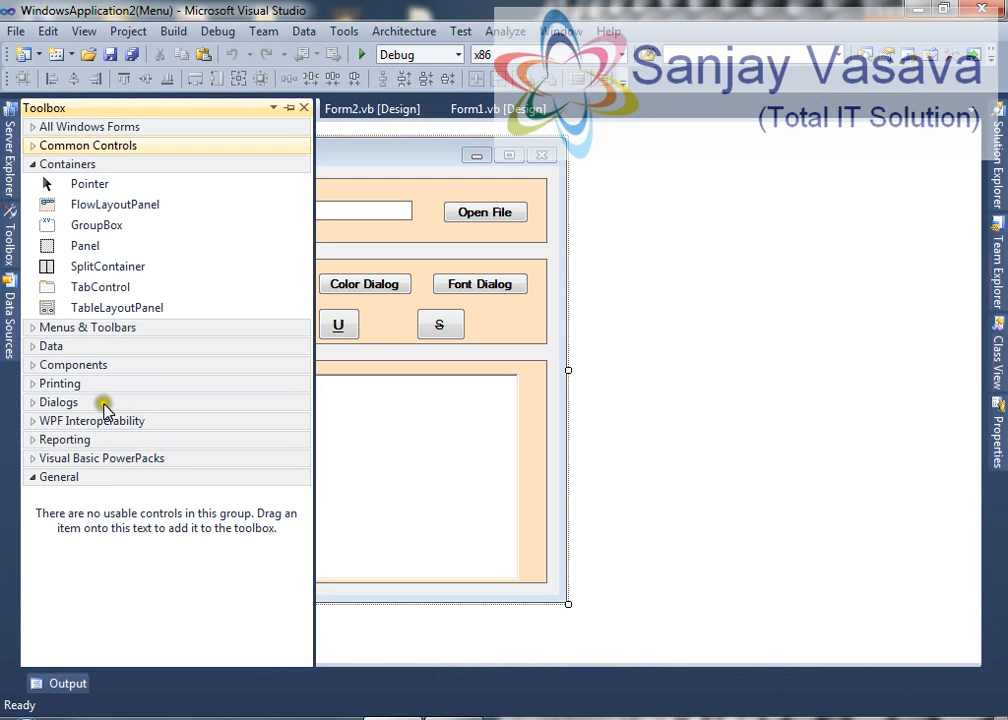 WindowsApplication2(Menu) - Microsoft Visual Studio
File Edit View Project Build Debug Team Data Tools Architecture Test Analyze Window Help
Debug x86
Sanjay Vasava
(Total IT Solution)
Toolbox
Form2.vb [Design] Form1.vb [Design]
All Windows Forms
Common Controls
Containers
Pointer
FlowLayoutPanel
GroupBox
Panel
SplitContainer
TabControl
TableLayoutPanel
Menus & Toolbars
Data
Components
Printing
Dialogs
WPF Interoperability
Reporting
Visual Basic PowerPacks
General
There are no usable controls in this group. Drag an
item onto this text to add it to the toolbox.
Open File
Color Dialog Font Dialog
U S
Server Explorer
Toolbox
Data Sources
Solution Explorer
Team Explorer
Class View
Properties
Output
Ready